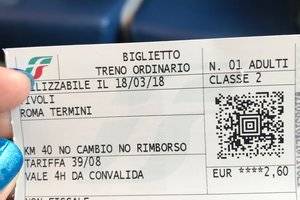 BIGLIETTO
TRENO ORDINARIO
N. 01 ADULTI
UTILIZZABILE IL 18/03/18
CLASSE 2
TIVOLI
ROMA TERMINI
KM 40 NO CAMBIO NO RIMBORSO
TARIFFA 39/08
VALE 4H DA CONVALIDA
EUR ****2,60